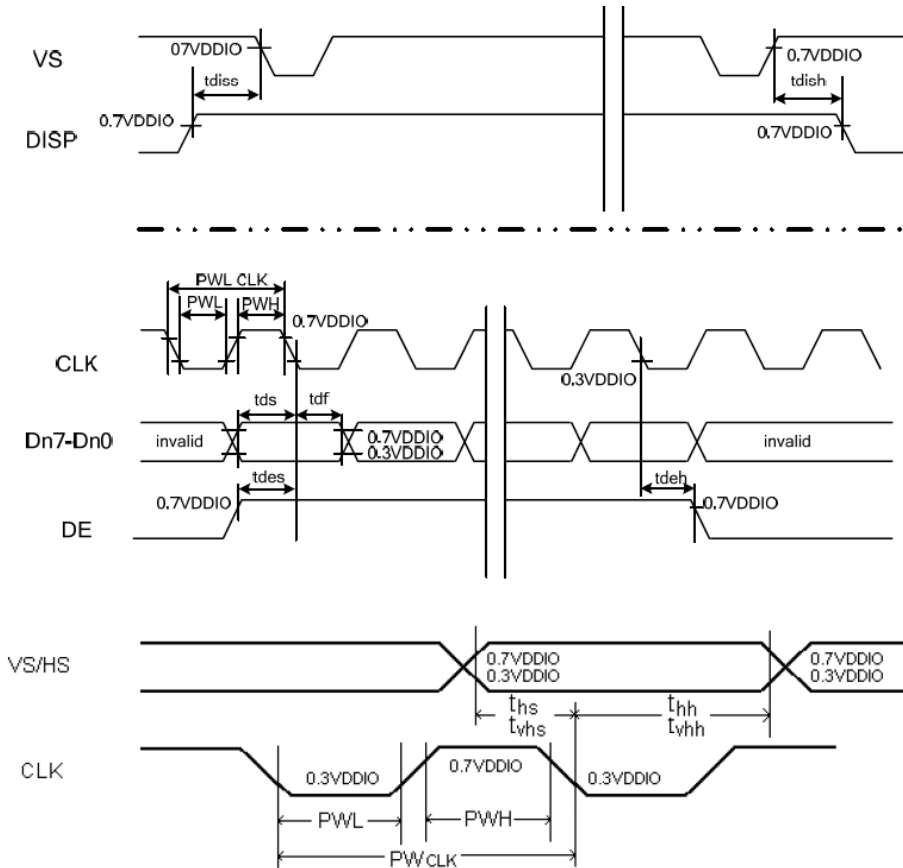 VS
07VDDIO
0.7VDDIO
tdiss
tdish
0.7VDDIO
0.7VDDIO
DISP
PWL CLK
PWL
PWH
0.7VDDIO
CLK
0.3VDDIO
tds
tdf
Dn7-Dn0
invalid
0.7VDDIO
0.3VDDIO
invalid
tdes
tdeh
0.7VDDIO
0.7VDDIO
DE
VS/HS
0.7VDDIO
0.3VDDIO
0.7VDDIO
0.3VDDIO
ths
tvhs
thh
tvhh
CLK
0.3VDDIO
0.7VDDIO
0.3VDDIO
PWL
PWH
PWCLK